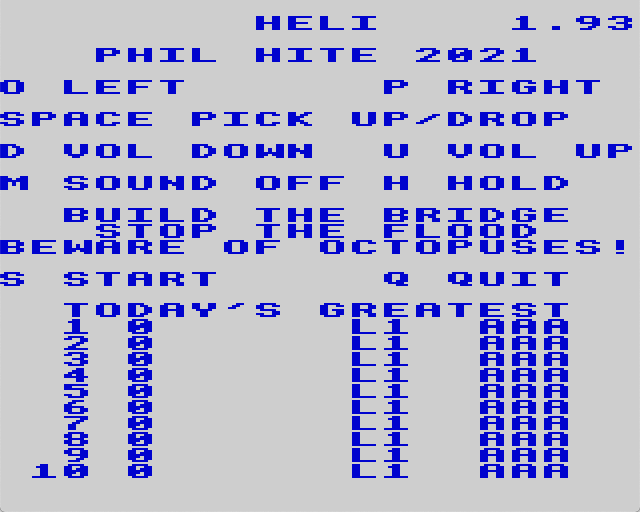 HELI 1.93
PHIL HITE 2021
O LEFT P RIGHT
SPACE PICK UP/DROP
D VOL DOWN U VOL UP
M SOUND OFF H HOLD
BUILD THE BRIDGE
STOP THE FLOOD
BEWARE OF OCTOPUSES!
S START Q QUIT
TODAY'S GREATEST
1 0 L1 AAA
2 0 L1 AAA
3 0 L1 AAA
4 0 L1 AAA
5 0 L1 AAA
6 0 L1 AAA
7 0 L1 AAA
8 0 L1 AAA
9 0 L1 AAA
10 0 L1 AAA